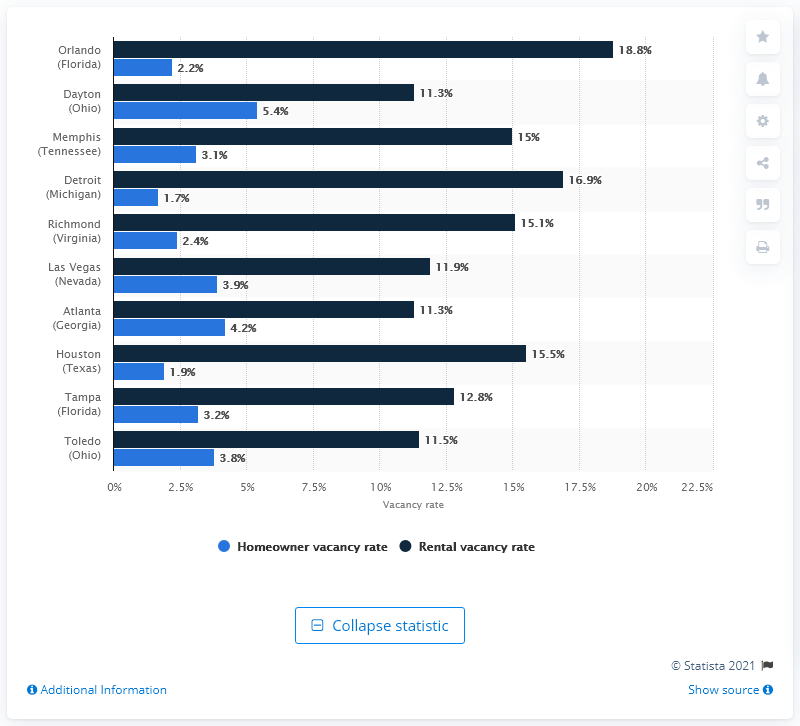 Orlando
(Florida)
18.8%
2.2%
Dayton
(Ohio)
11.3%
5.4%
Memphis
(Tennessee)
15%
3.1%
Detroit
(Michigan)
16.9%
1.7%
Richmond
(Virginia)
15.1%
2.4%
Las Vegas
(Nevada)
11.9%
3.9%
Atlanta
(Georgia)
11.3%
4.2%
Houston
(Texas)
15.5%
1.9%
Tampa
(Florida)
12.8%
3.2%
Toledo
(Ohio)
11.5%
3.8%
0% 2.5% 5% 7.5% 10% 12.5% 15% 17.5% 20% 22.5%
Vacancy rate
Homeowner vacancy rate Rental vacancy rate
Collapse statistic
© Statista 2021
Additional Information Show source